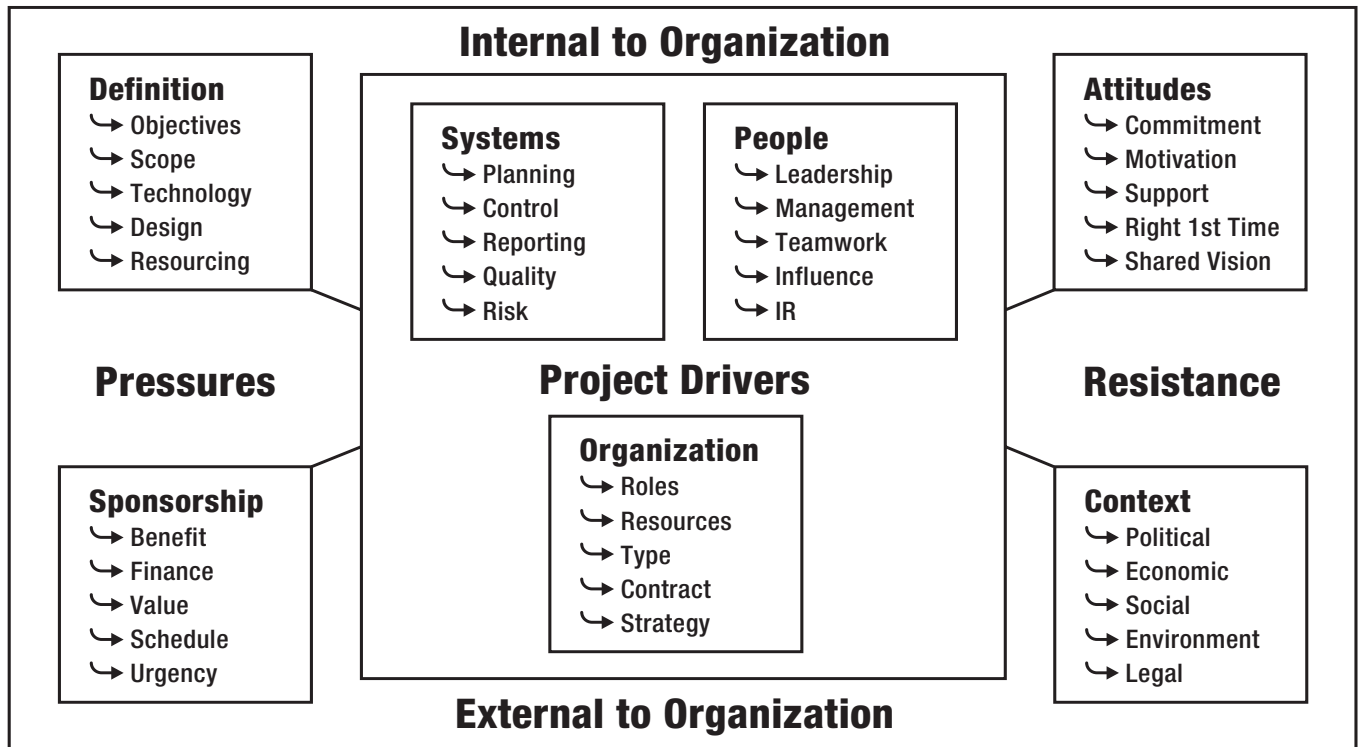 Internal to Organization
Definition
Objectives
Scope
Technology
Design
Resourcing
Systems
Planning
Control
Reporting
Quality
Risk
People
Leadership
Management
Teamwork
Influence
IR
Attitudes
Commitment
Motivation
Support
Right 1st Time
Shared Vision
Pressures
Project Drivers
Resistance
Sponsorship
Benefit
Finance
Value
Schedule
Urgency
Organization
Roles
Resources
Type
Contract
Strategy
Context
Political
Economic
Social
Environment
Legal
External to Organization